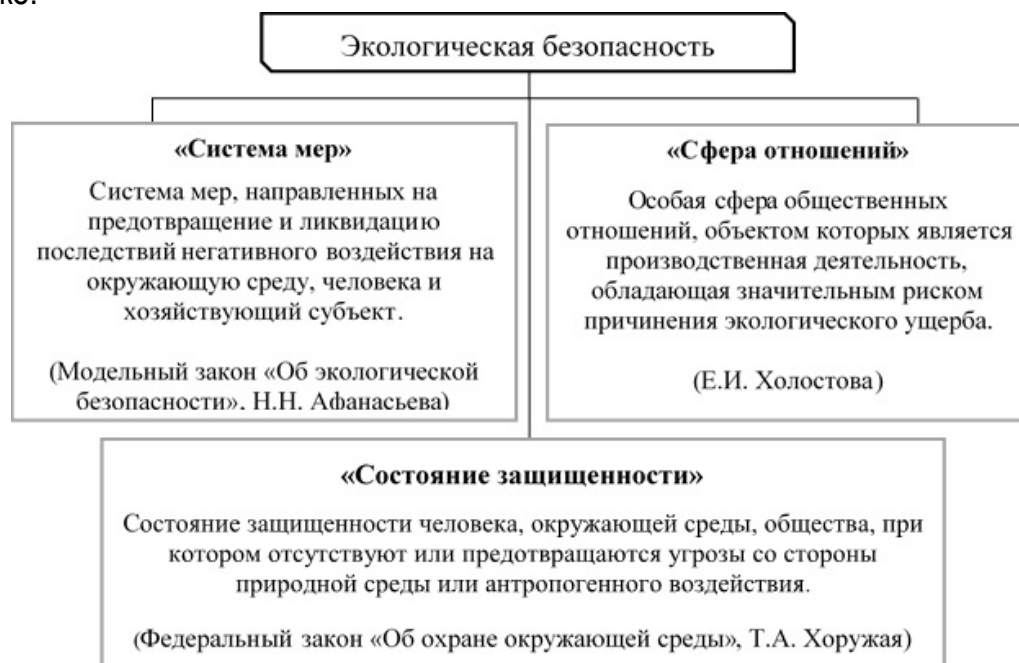 Экологическая безопасность
«Система мер»
Система мер, направленных на
предотвращение и ликвидацию
последствий негативного воздействия на
окружающую среду, человека и
хозяйствующий субъект.
(Модельный закон «Об экологической
безопасности», Н.Н. Афанасьева)
«Сфера отношений»
Особая сфера общественных
отношений, объектом которых является
производственная деятельность,
обладающая значительным риском
причинения экологического ущерба.
(Е.И. Холостова)
«Состояние защищенности»
Состояние защищенности человека, окружающей среды, общества, при
котором отсутствуют или предотвращаются угрозы со стороны
природной среды или антропогенного воздействия.
(Федеральный закон «Об охране окружающей среды», Т.А. Хоружая)